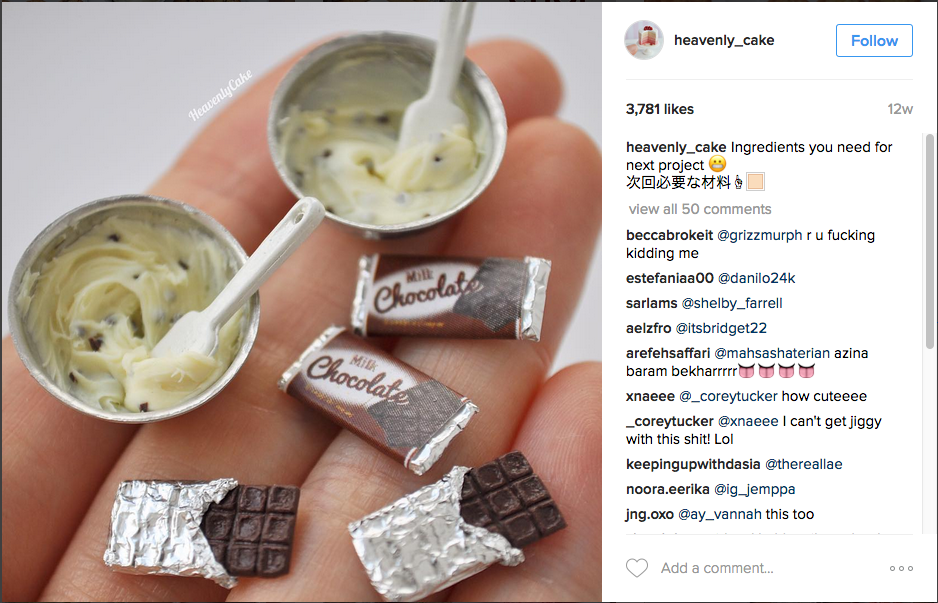 HeavenlyCake
Milk
Chocolate
Milk
Chocolate
heavenly_cake
Follow
3,781 likes
12w
heavenly_cake Ingredients you need for
next project 😬
次回必要な材料☝🏻
view all 50 comments
beccabrokeit @grizzmurph r u fucking
kidding me
estefaniaa00 @danilo24k
sarlams @shelby_farrell
aelzfro @itsbridget22
arefehsaffari @mahsashaterian azina
baram bekharrrrr👅👅👅👅
xnaeee @_coreytucker how cuteeee
_coreytucker @xnaeee I can't get jiggy
with this shit! Lol
keepingupwithdasia @thereallae
noora.eerika @ig_jemppa
jng.oxo @ay_vannah this too
Add a comment...